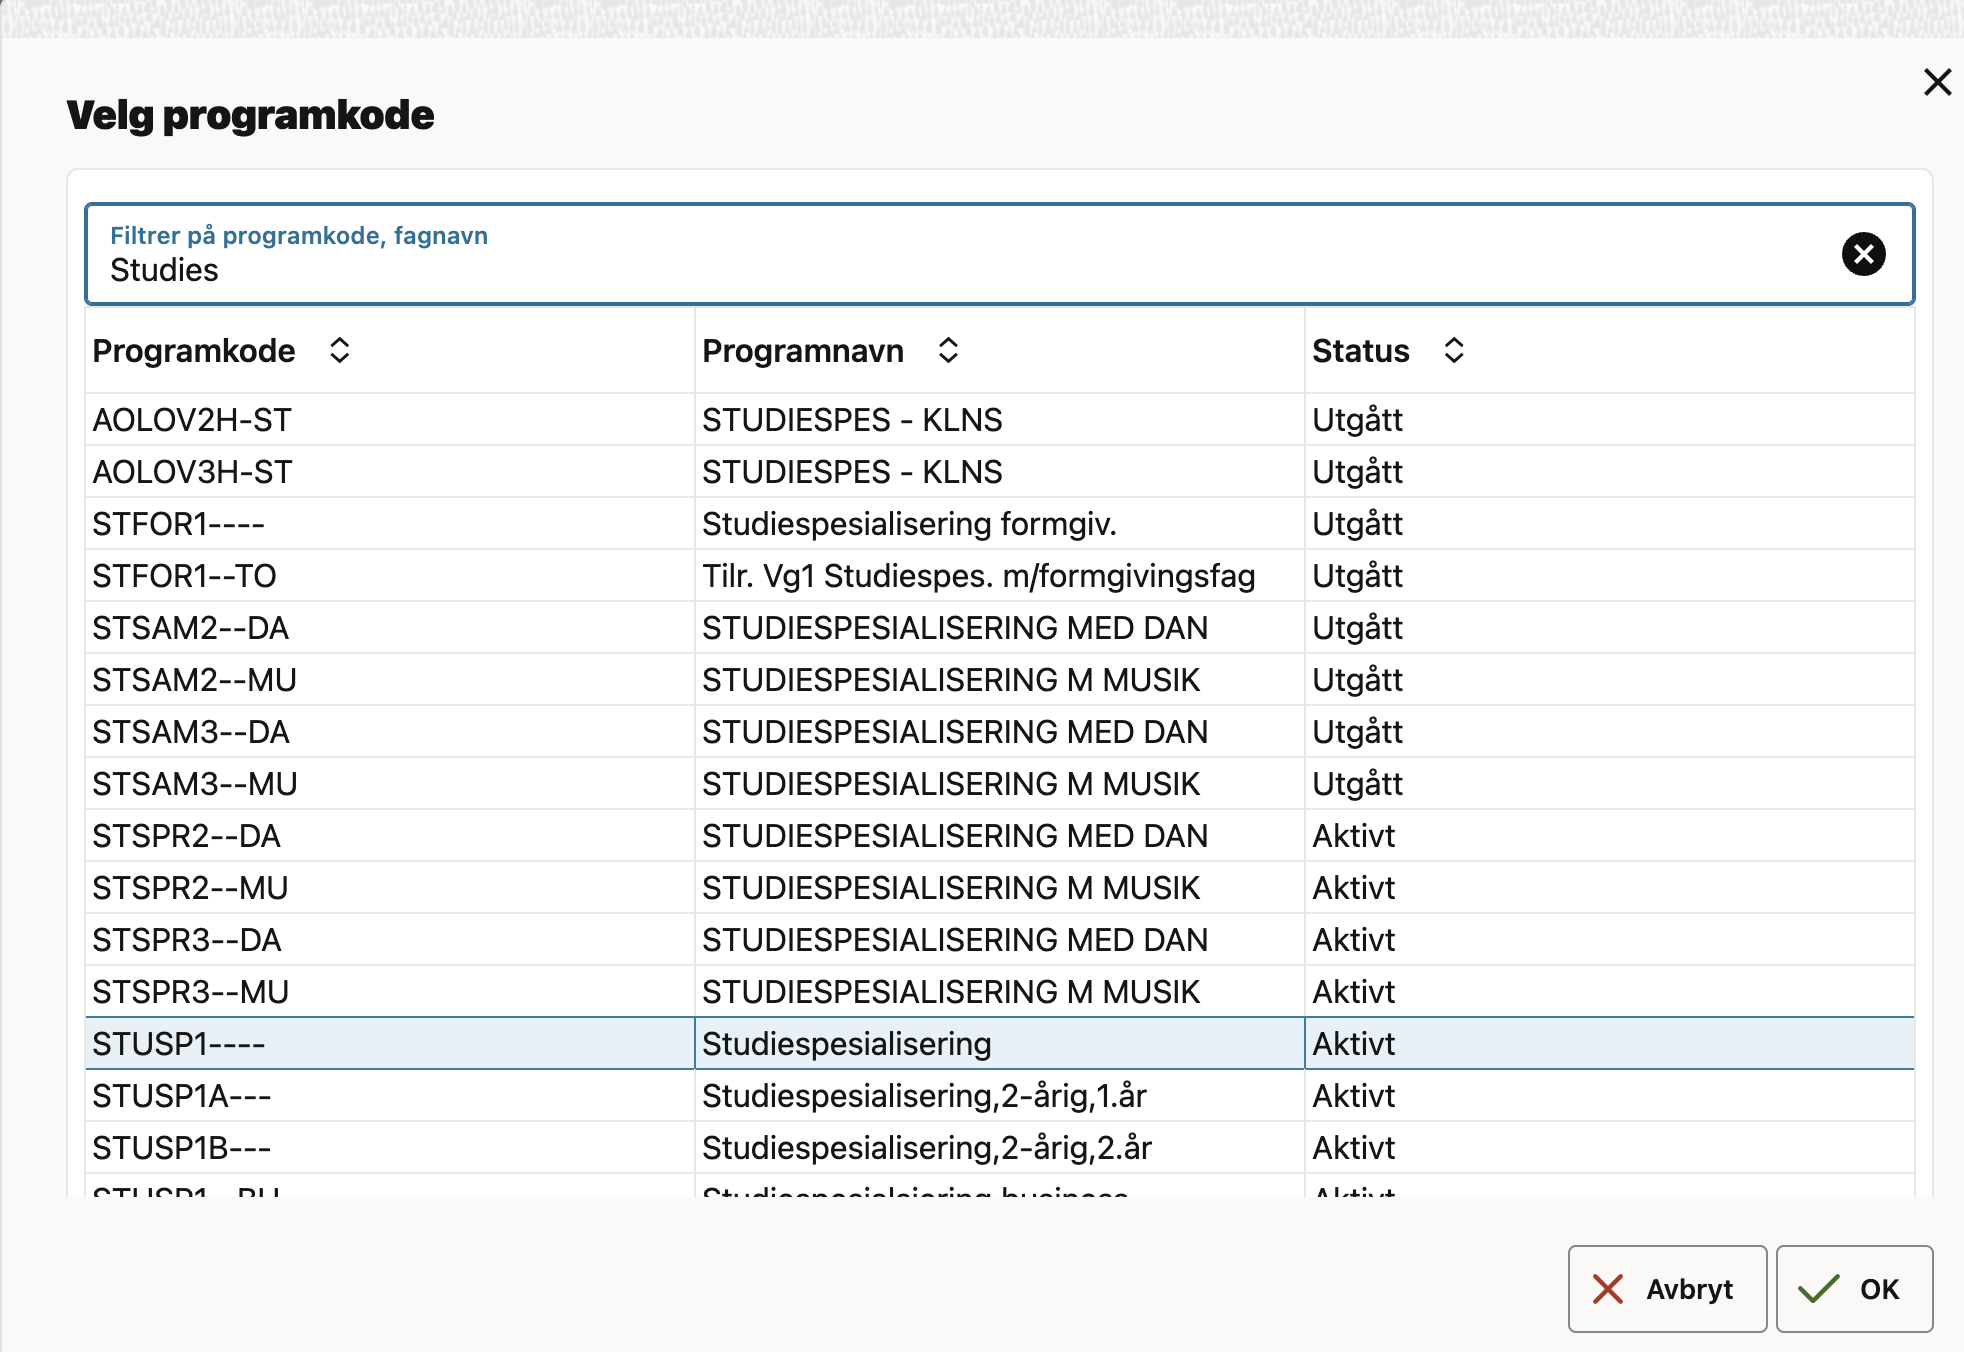 Velg programkode
Filtrer på programkode, fagnavn
Studies
Programkode Programnavn Status
AOLOV2H-ST STUDIESPES - KLNS Utgått
AOLOV3H-ST STUDIESPES - KLNS Utgått
STFOR1---- Studiespesialisering formgiv. Utgått
STFOR1--TO Tilr. Vg1 Studiespes. m/formgivingsfag Utgått
STSAM2--DA STUDIESPESIALISERING MED DAN Utgått
STSAM2--MU STUDIESPESIALISERING M MUSIK Utgått
STSAM3--DA STUDIESPESIALISERING MED DAN Utgått
STSAM3--MU STUDIESPESIALISERING M MUSIK Utgått
STSPR2--DA STUDIESPESIALISERING MED DAN Aktivt
STSPR2--MU STUDIESPESIALISERING M MUSIK Aktivt
STSPR3--DA STUDIESPESIALISERING MED DAN Aktivt
STSPR3--MU STUDIESPESIALISERING M MUSIK Aktivt
STUSP1---- Studiespesialisering Aktivt
STUSP1A--- Studiespesialisering,2-årig,1.år Aktivt
STUSP1B--- Studiespesialisering,2-årig,2.år Aktivt
Aktivt
Avbryt OK